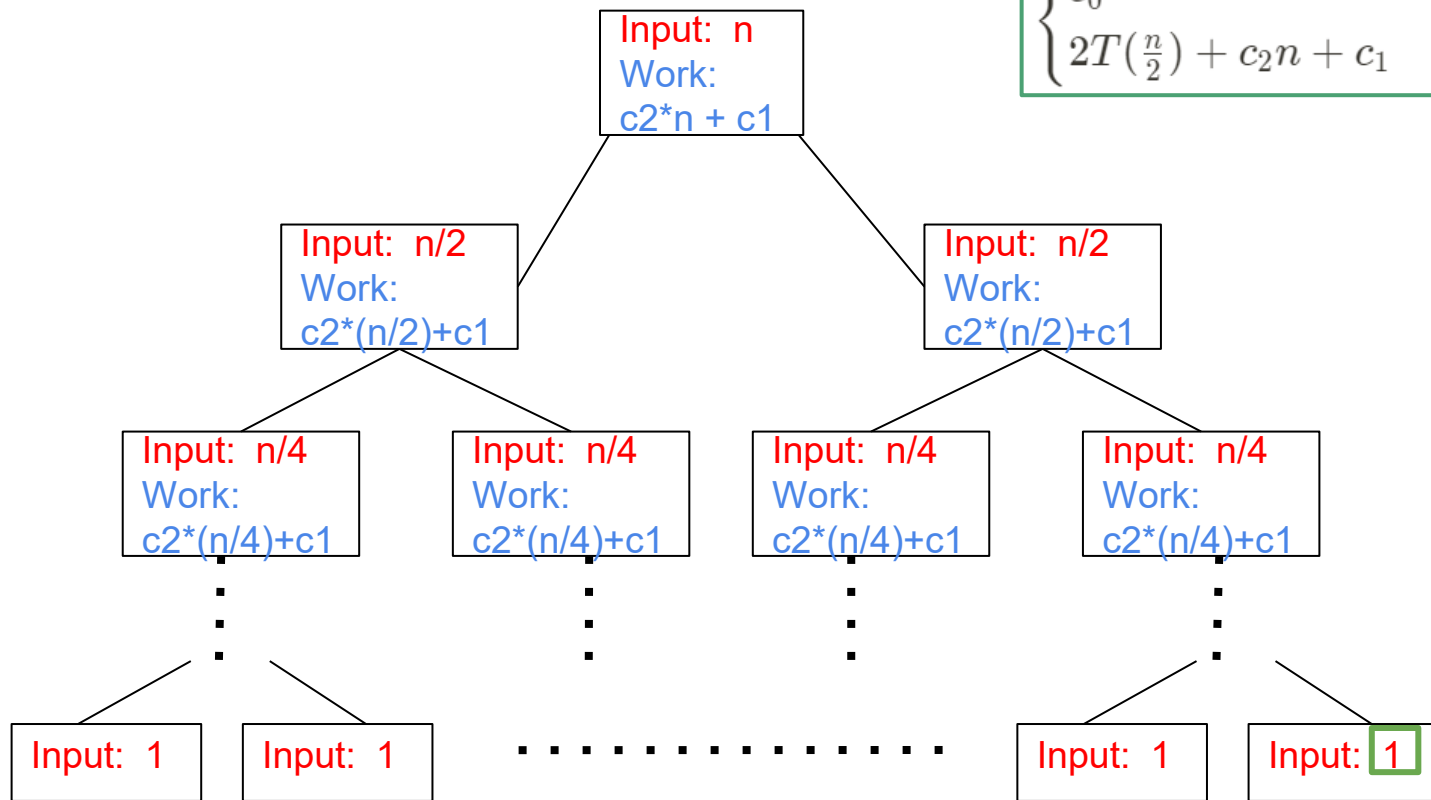 Input: n
Work:
c2*n + c1
2T(n/2) + c₂n + c₁
Input: n/2
Work:
c2*(n/2)+c1
Input: n/2
Work:
c2*(n/2)+c1
Input: n/4
Work:
c2*(n/4)+c1
Input: n/4
Work:
c2*(n/4)+c1
Input: n/4
Work:
c2*(n/4)+c1
Input: n/4
Work:
c2*(n/4)+c1
Input: 1
Input: 1
Input: 1
Input: 1